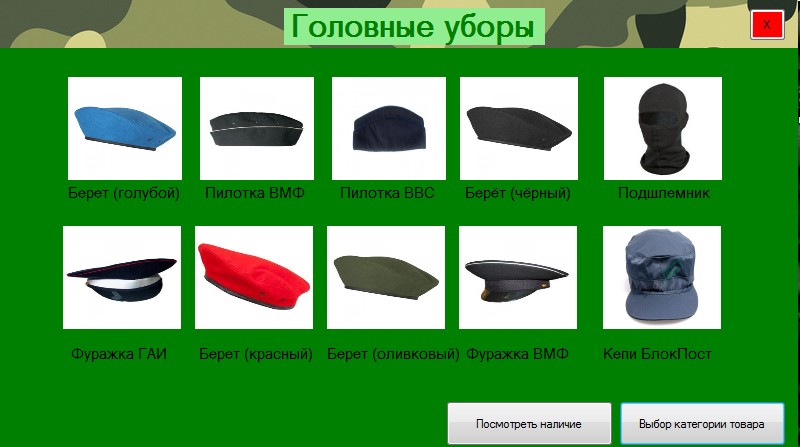 Головные уборы
X
Берет (голубой) Пилотка ВМФ Пилотка ВВС Берёт (чёрный) Подшлемник
Фуражка ГАИ Берет (красный) Берет (оливковый) Фуражка ВМФ Кепи БлокПост
Посмотреть наличие Выбор категории товара